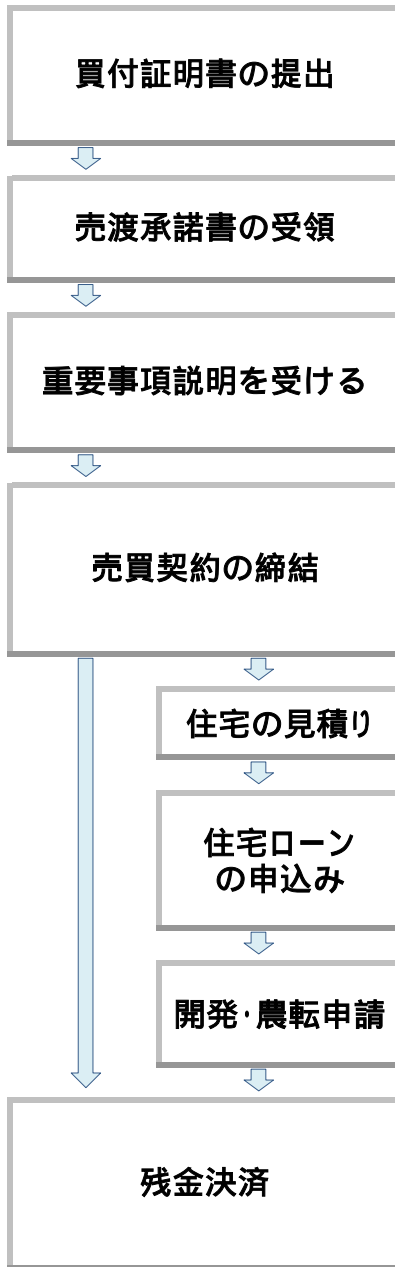 買付証明書の提出
売渡承諾書の受領
重要事項説明を受ける
売買契約の締結
住宅の見積り
住宅ローン
の申込み
開発・農転申請
残金決済